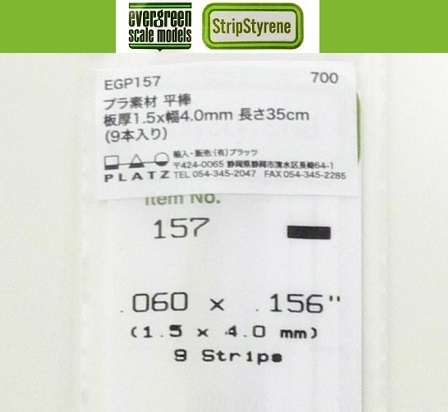 evergreen
scale models
StripStyrene
EGP157 700
プラ素材 平棒
板厚1.5x幅4.0mm 長さ35cm
(9本入り)
輸入・販売:(有)プラッツ
〒424-0065 静岡県静岡市清水区長崎64-1
PLATZ TEL 054-345-2047 FAX 054-345-2285
Item No.
157
.060 x .156"
(1.5 x 4.0 mm)
9 Strips